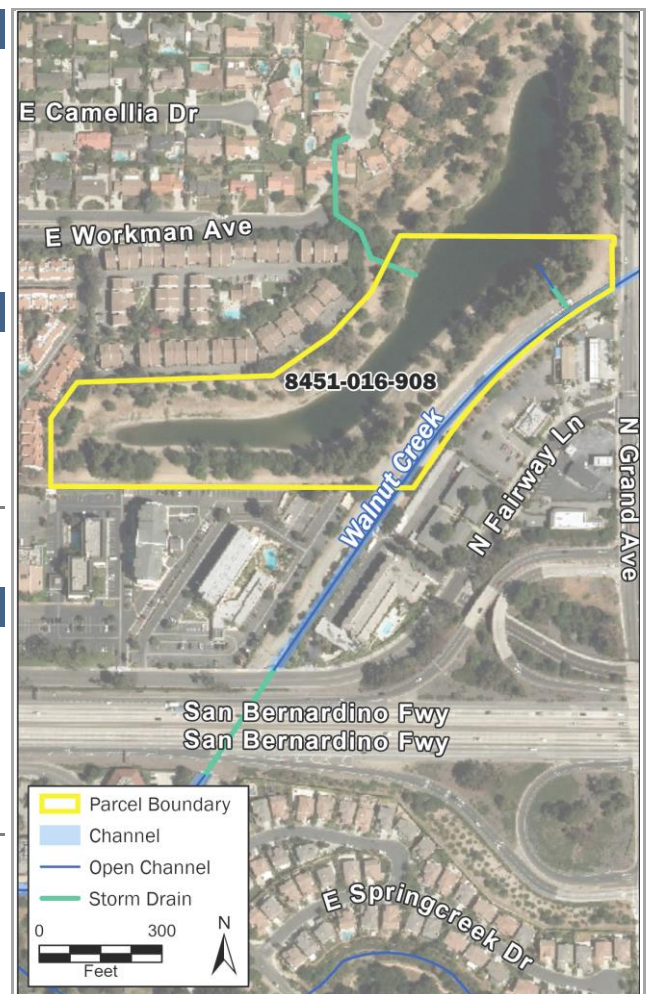 E Camellia Dr
E Workman Ave
8451-016-908
Walnut Creek
N Fairway Ln
N Grand Ave
San Bernardino Fwy
San Bernardino Fwy
E Springcreek Dr
Parcel Boundary
Channel
Open Channel
Storm Drain
0 300
Feet
N